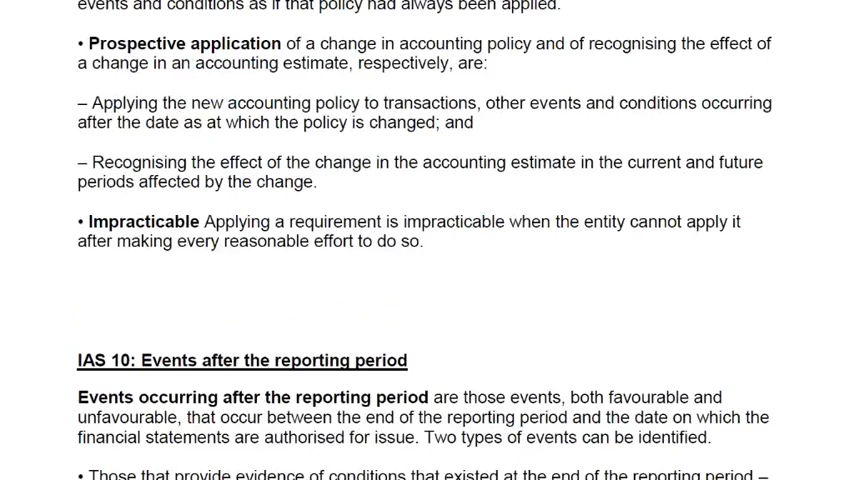 events and conditions as if that policy had always been applied.
• Prospective application of a change in accounting policy and of recognising the effect of
a change in an accounting estimate, respectively, are:
– Applying the new accounting policy to transactions, other events and conditions occurring
after the date as at which the policy is changed; and
– Recognising the effect of the change in the accounting estimate in the current and future
periods affected by the change.
• Impracticable Applying a requirement is impracticable when the entity cannot apply it
after making every reasonable effort to do so.
IAS 10: Events after the reporting period
Events occurring after the reporting period are those events, both favourable and
unfavourable, that occur between the end of the reporting period and the date on which the
financial statements are authorised for issue. Two types of events can be identified.
• Those that provide evidence of conditions that existed at the end of the reporting period –